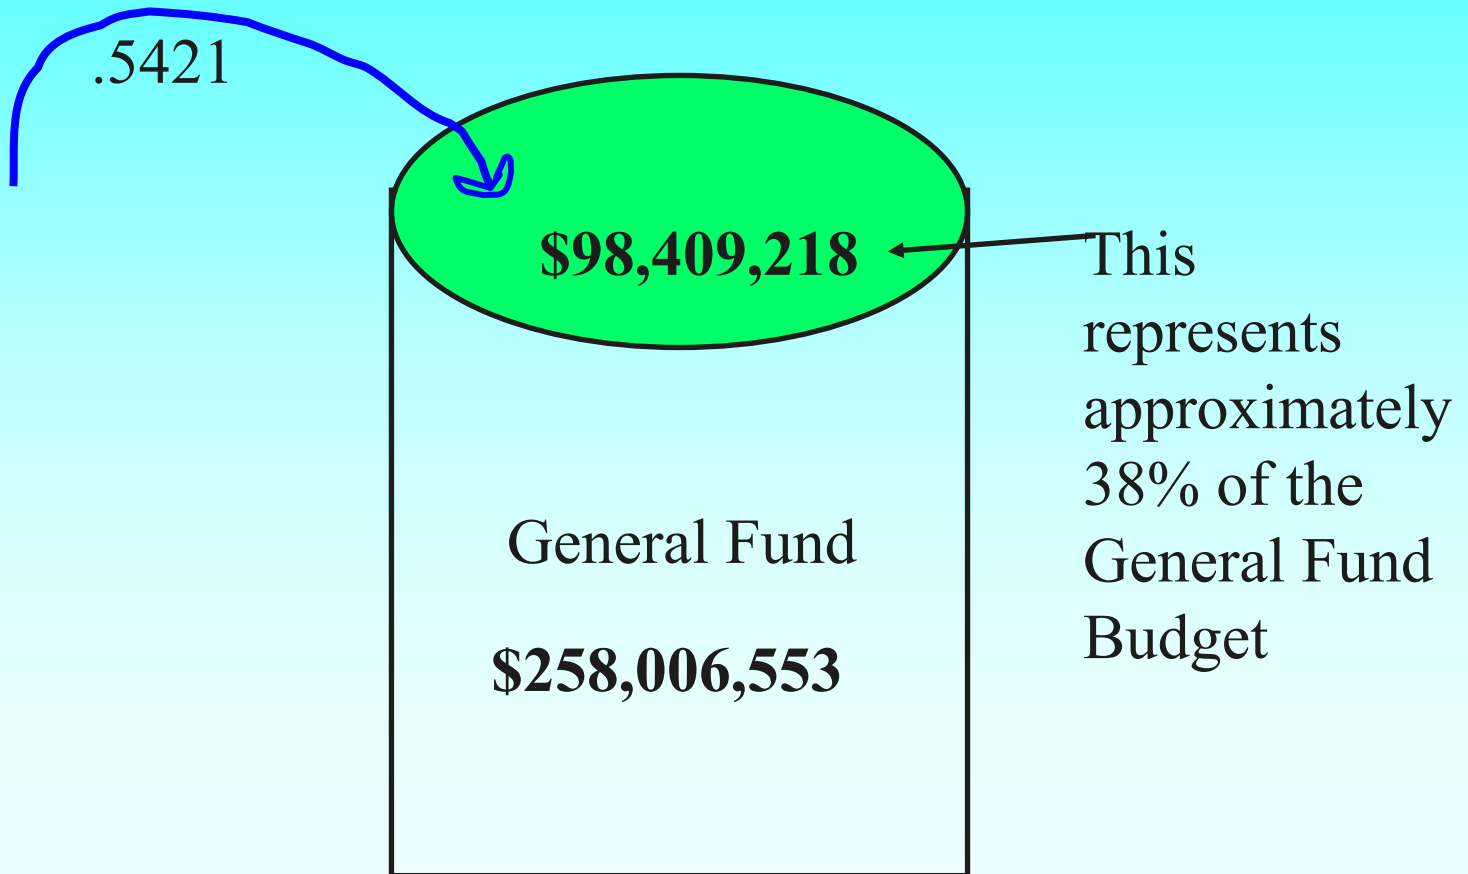 .5421
$98,409,218
This
represents
approximately
38% of the
General Fund
Budget
General Fund
$258,006,553